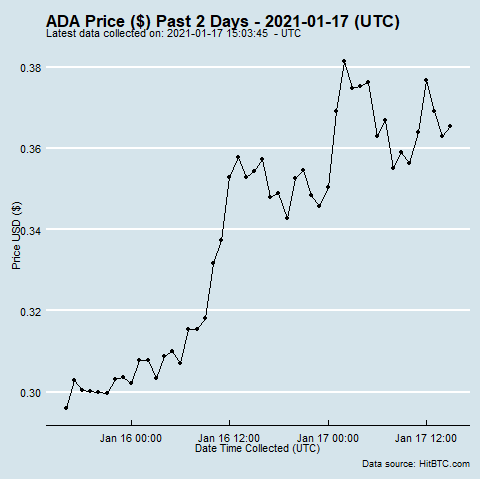 ADA Price ($) Past 2 Days - 2021-01-17 (UTC)
Latest data collected on: 2021-01-17 15:03:45 - UTC
0.38
0.36
0.34
0.32
0.30
Price USD ($)
Jan 16 00:00 Jan 16 12:00 Jan 17 00:00 Jan 17 12:00
Date Time Collected (UTC)
Data source: HitBTC.com